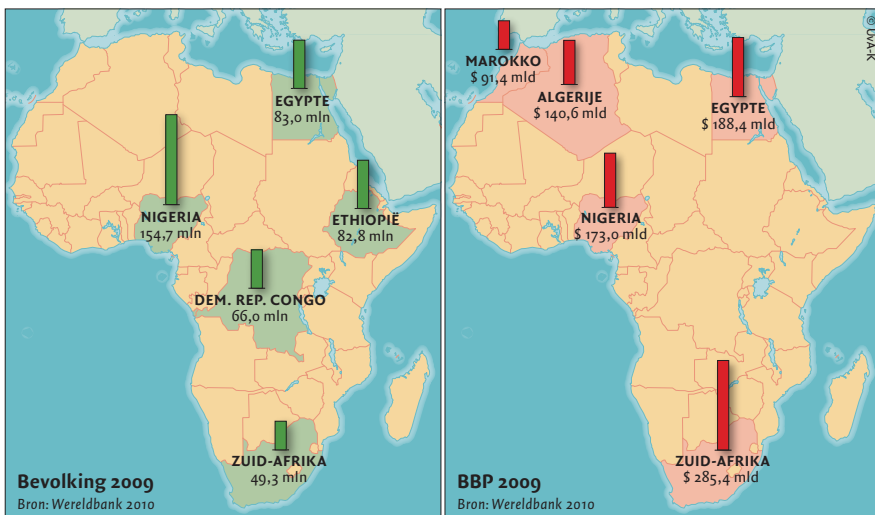 EGYPTE
83,0 mln
NIGERIA
154,7 mln
ETHIOPIË
82,8 mln
DEM. REP. CONGO
66,0 mln
ZUID-AFRIKA
49,3 mln
Bevolking 2009
Bron: Wereldbank 2010
© UvA-K
MAROKKO
$ 91,4 mld
ALGERIJE
$ 140,6 mld
EGYPTE
$ 188,4 mld
NIGERIA
$ 173,0 mld
ZUID-AFRIKA
$ 285,4 mld
BBP 2009
Bron: Wereldbank 2010